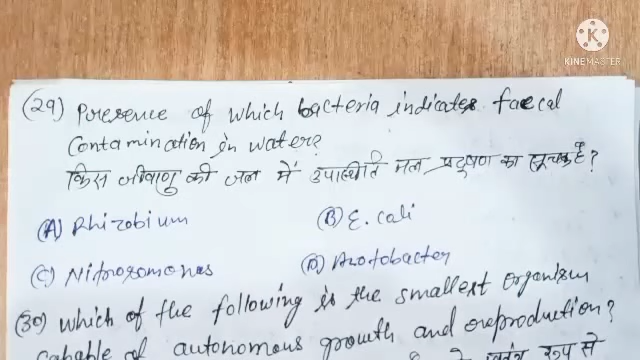 KINEMASTER
(29) Presence of which bacteria indicates faecal
Contamination in water?
किस जीवाणु की जल में उपास्थिति मल प्रदूषण का सूचक है?
(A) Rhizobium
(B) E. coli
(C) Nitrosomonas
(D) Azotobacter
(30) Which of the following is the smallest organism
capable of autonomous growth and reproduction?
रूप से